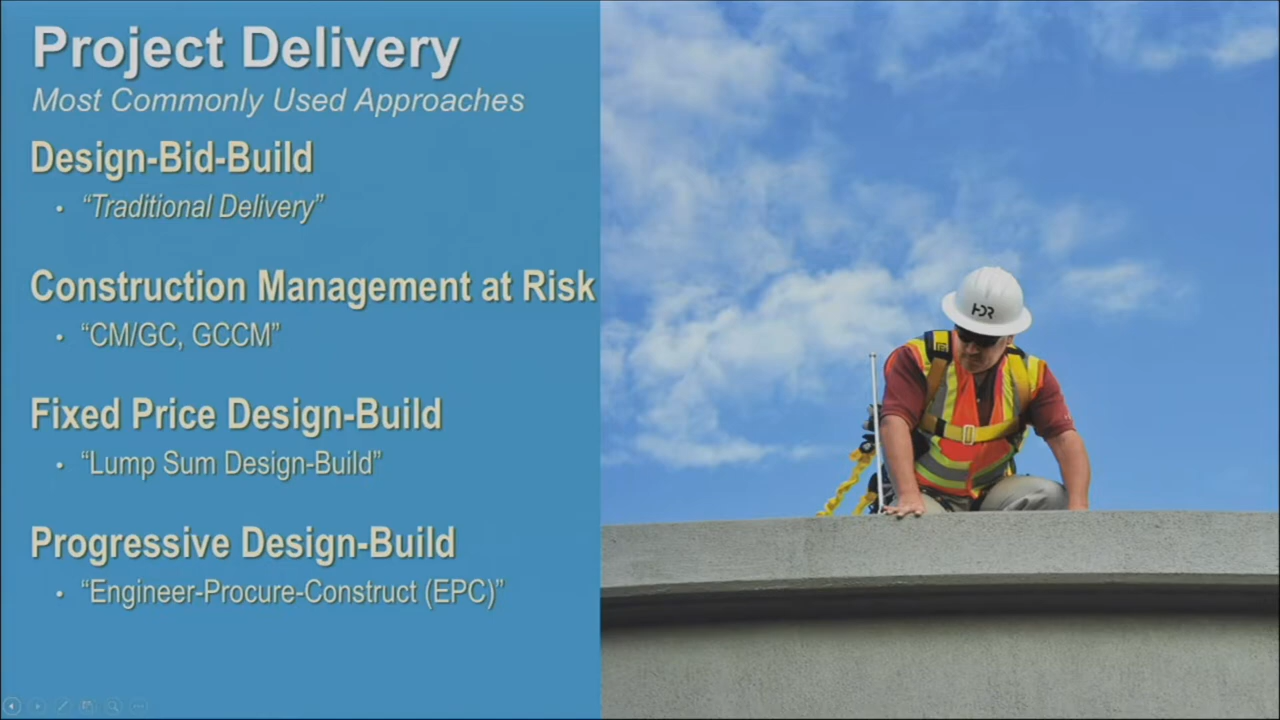 Project Delivery
Most Commonly Used Approaches
Design-Bid-Build
• “Traditional Delivery”
Construction Management at Risk
• “CM/GC, GCCM”
Fixed Price Design-Build
• “Lump Sum Design-Build”
Progressive Design-Build
• “Engineer-Procure-Construct (EPC)”
HDR